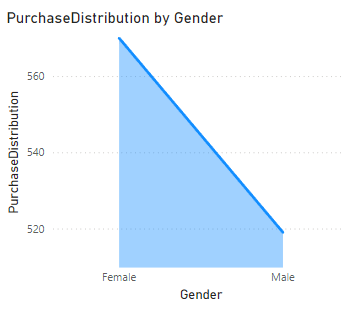 PurchaseDistribution by Gender
PurchaseDistribution
560
540
520
Female Male
Gender